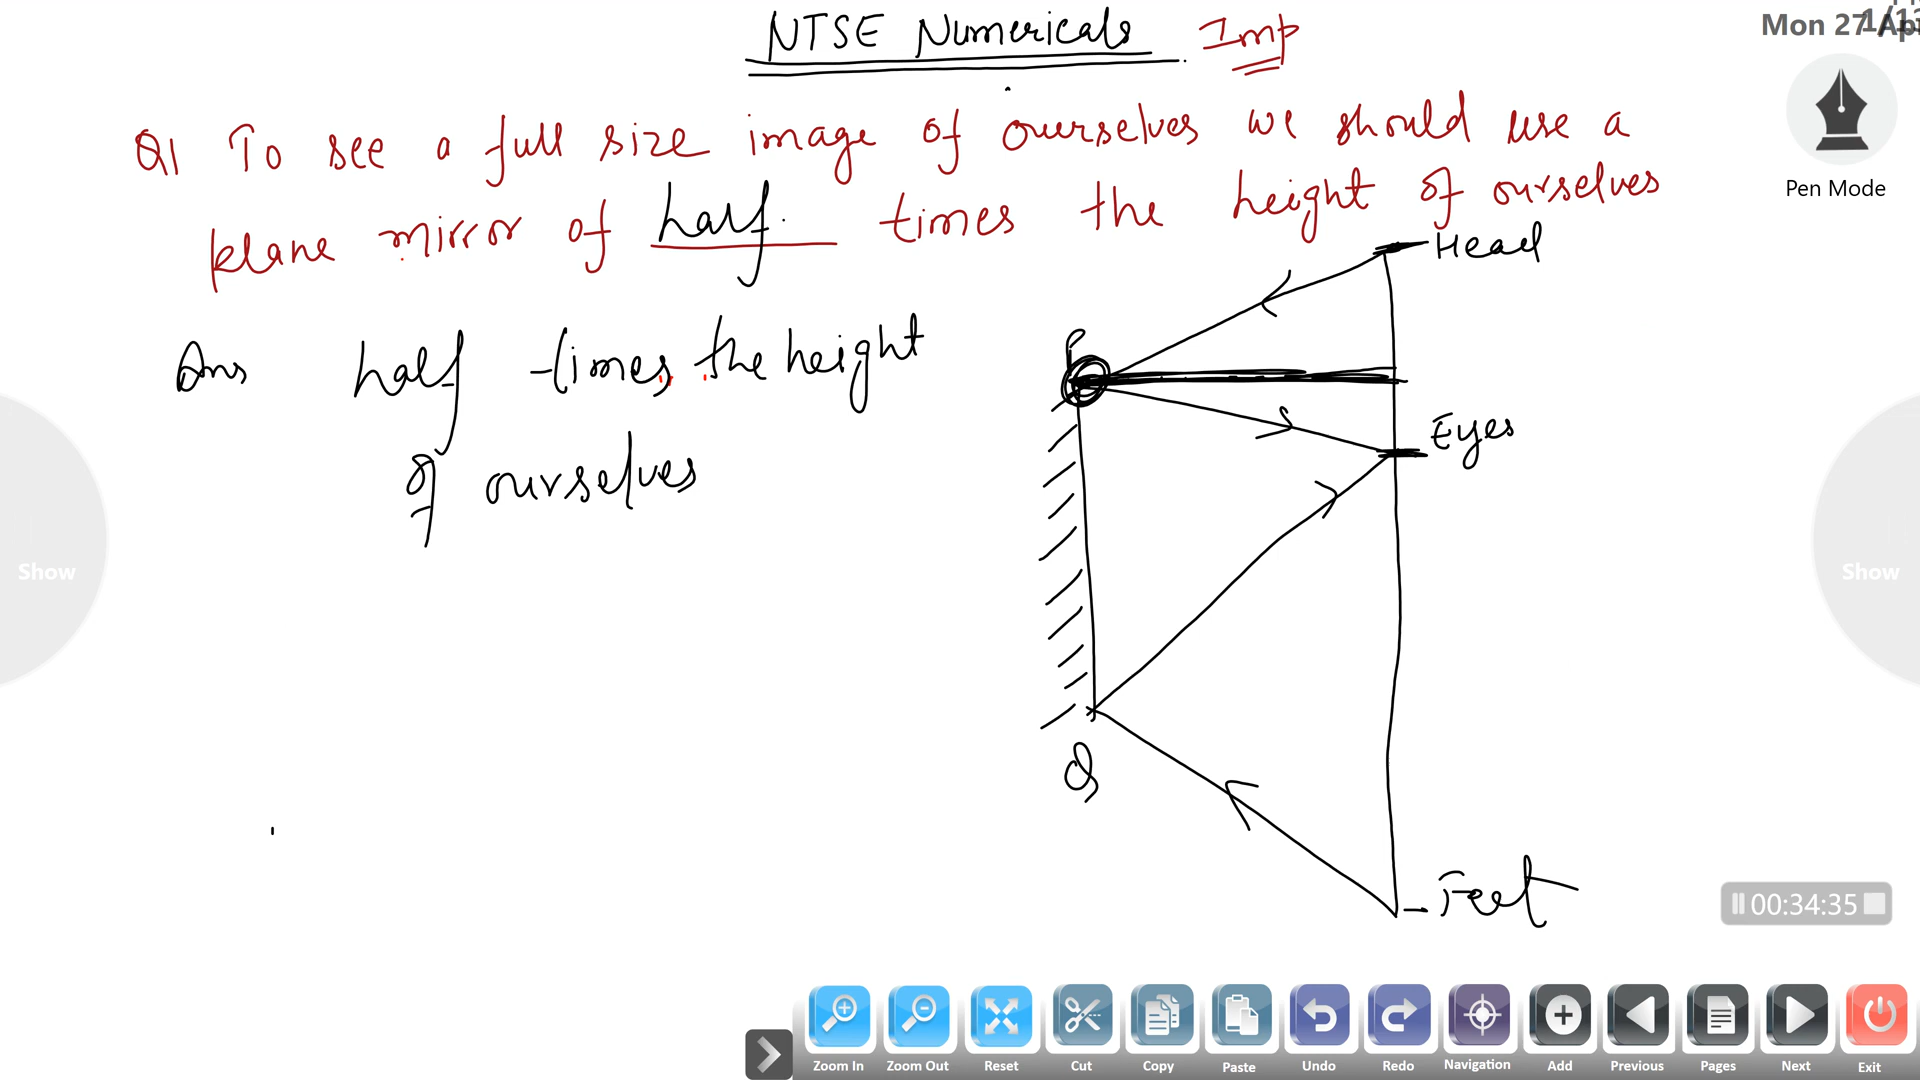 NTSE Numericals Imp
Mon 27 Ap
Pen Mode
Q1 To see a full size image of ourselves we should use a
plane mirror of half times the height of ourselves
Head
Ans half times the height
of ourselves
P
Eyes
Show
Show
Q
Feet
00:34:35
Zoom In Zoom Out Reset Cut Copy Paste Undo Redo Navigation Add Previous Pages Next Exit